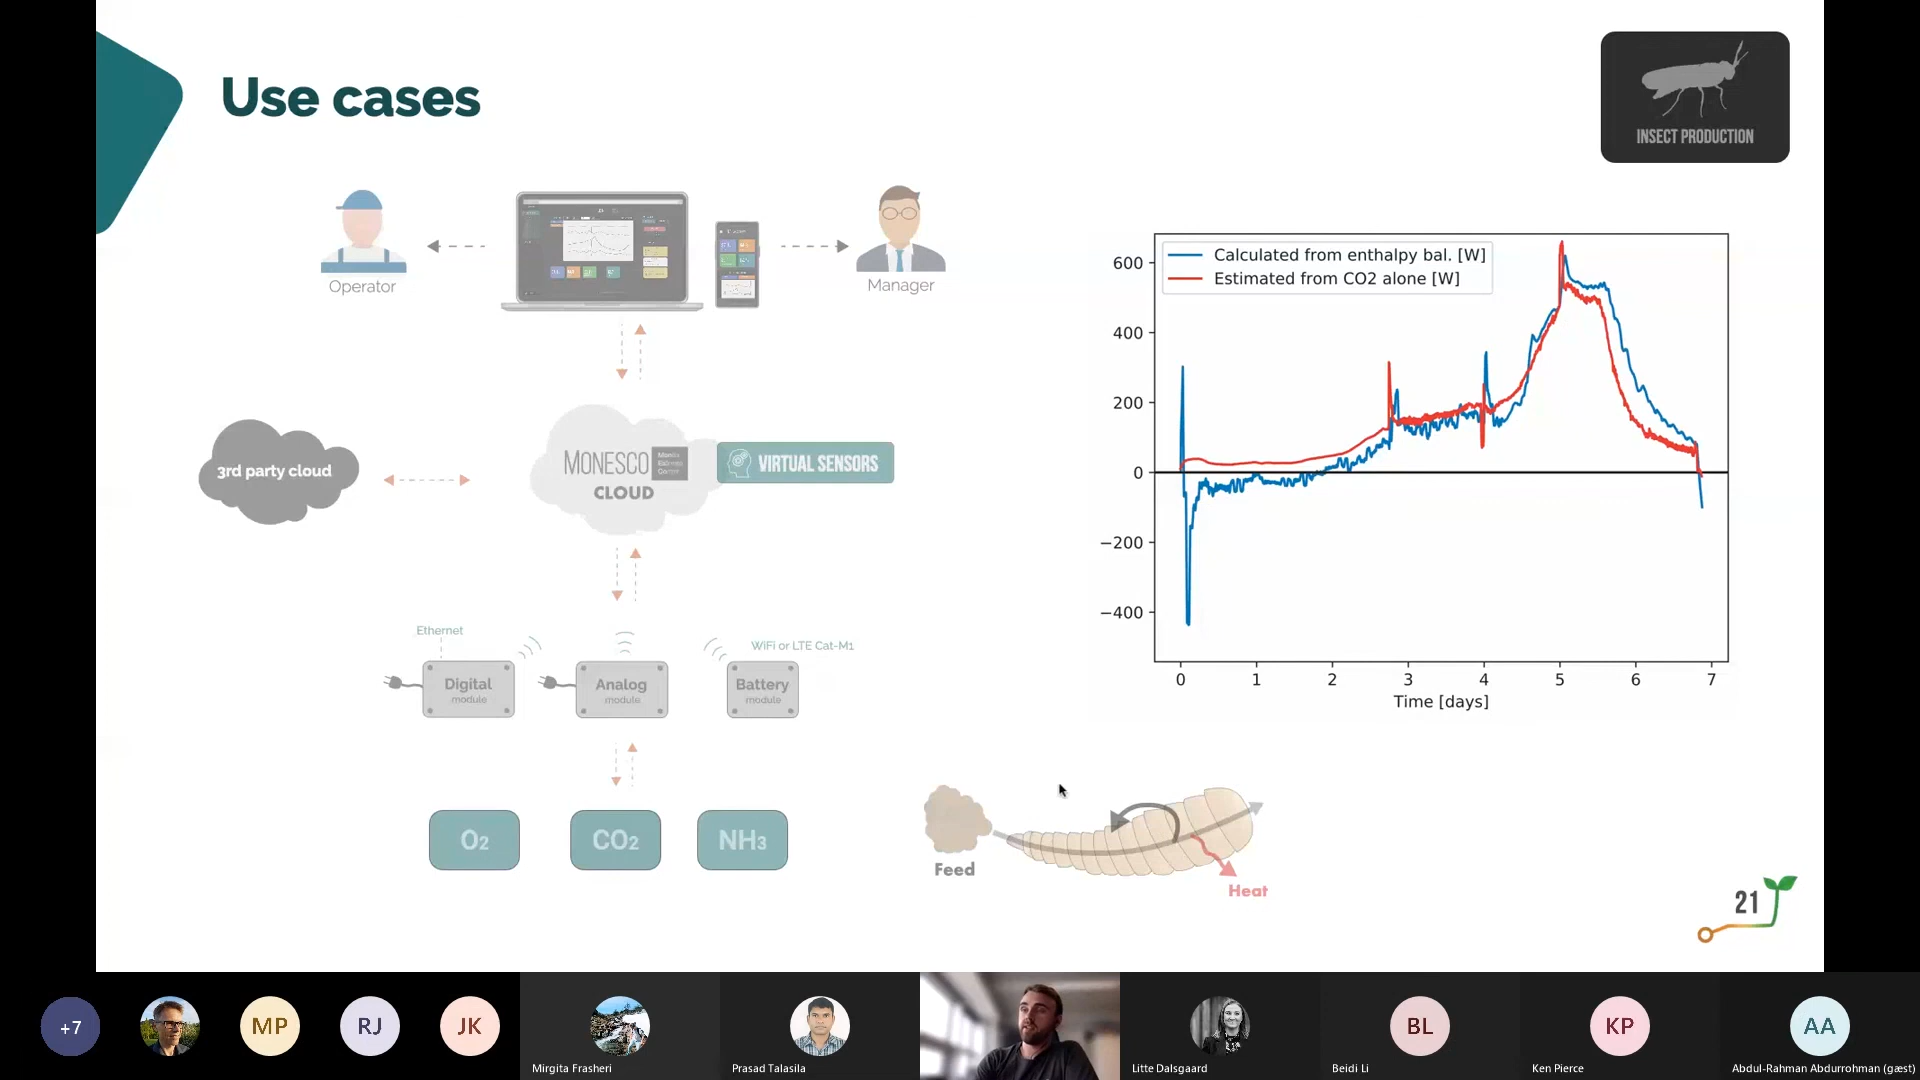 Use cases
INSECT PRODUCTION
Operator
Manager
3rd party cloud
MONESCO
CLOUD
VIRTUAL SENSORS
Ethernet
WiFi or LTE Cat-M1
Digital
module
Analog
module
Battery
module
O2
CO2
NH3
Calculated from enthalpy bal. [W]
Estimated from CO2 alone [W]
600
400
200
0
−200
−400
0 1 2 3 4 5 6 7
Time [days]
Feed
Heat
21
+7
MP
RJ
JK
Mirgita Frasheri
Prasad Talasila
Litte Dalsgaard
BL
Beidi Li
KP
Ken Pierce
AA
Abdul-Rahman Abdurrohman (gæst)